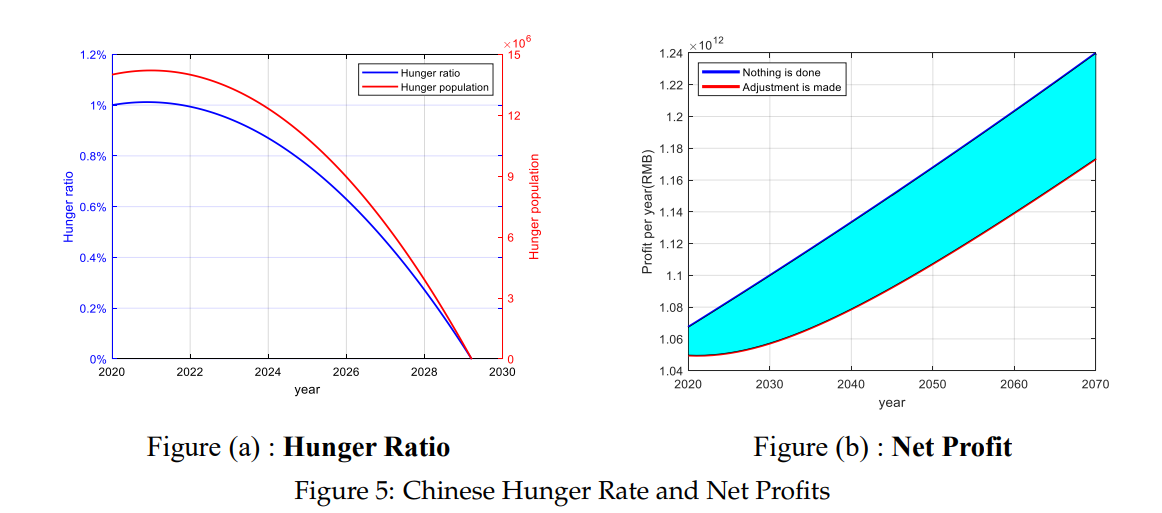 ×10^6
1.2%
1%
0.8%
0.6%
0.4%
0.2%
0%
Hunger ratio
Hunger ratio
Hunger population
15
12
9
6
3
0
Hunger population
2020 2022 2024 2026 2028 2030
year
Figure (a) : Hunger Ratio
×10^12
1.24
1.22
1.2
1.18
1.16
1.14
1.12
1.1
1.08
1.06
1.04
Profit per year(RMB)
Nothing is done
Adjustment is made
2020 2030 2040 2050 2060 2070
year
Figure (b) : Net Profit
Figure 5: Chinese Hunger Rate and Net Profits